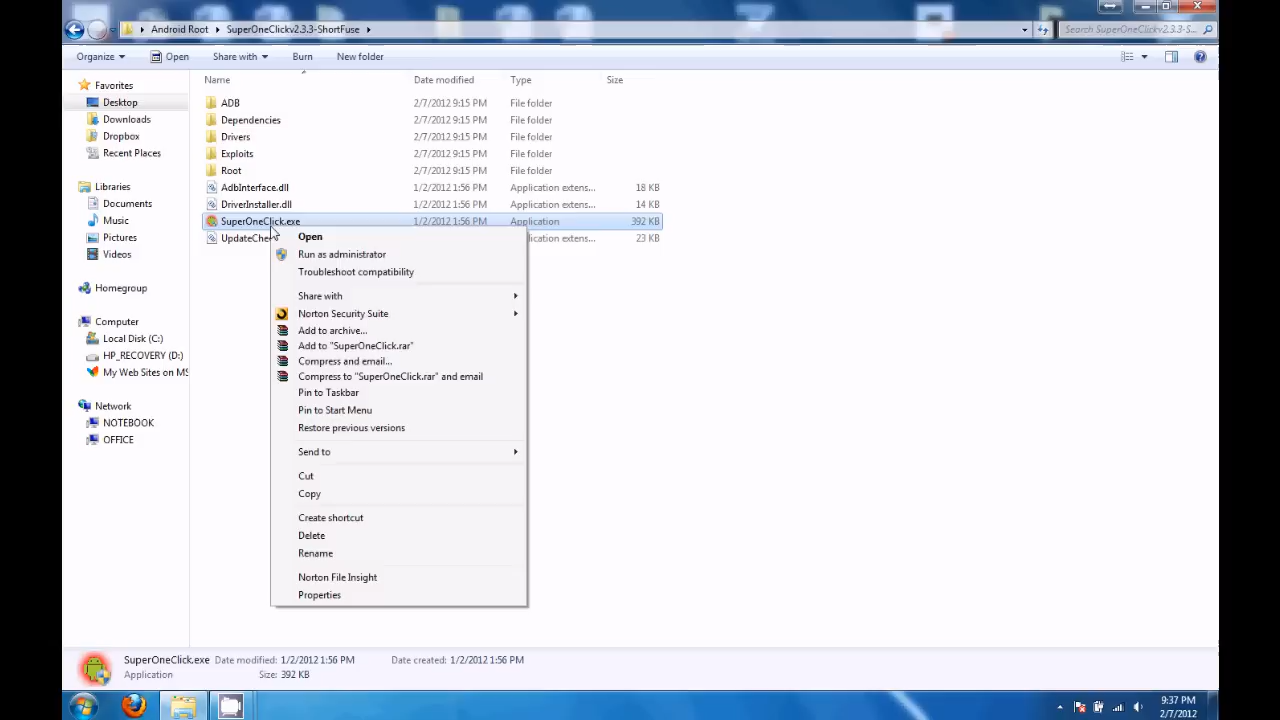 Android Root
SuperOneClickv2.3.3-ShortFuse
Search SuperOneClickv2.3.3-S...
Organize
Open
Share with
Burn
New folder
Favorites
Desktop
Downloads
Dropbox
Recent Places
Libraries
Documents
Music
Pictures
Videos
Homegroup
Computer
Local Disk (C:)
HP_RECOVERY (D:)
My Web Sites on MS
Network
NOTEBOOK
OFFICE
Name Date modified Type Size
ADB 2/7/2012 9:15 PM File folder
Dependencies 2/7/2012 9:15 PM File folder
Drivers 2/7/2012 9:15 PM File folder
Exploits 2/7/2012 9:15 PM File folder
Root 2/7/2012 9:15 PM File folder
AdbInterface.dll 1/2/2012 1:56 PM Application extens... 18 KB
DriverInstaller.dll 1/2/2012 1:56 PM Application extens... 14 KB
SuperOneClick.exe 1/2/2012 1:56 PM Application 392 KB
UpdateChe ication extens... 23 KB
Open
Run as administrator
Troubleshoot compatibility
Share with
Norton Security Suite
Add to archive...
Add to "SuperOneClick.rar"
Compress and email...
Compress to "SuperOneClick.rar" and email
Pin to Taskbar
Pin to Start Menu
Restore previous versions
Send to
Cut
Copy
Create shortcut
Delete
Rename
Norton File Insight
Properties
SuperOneClick.exe Date modified: 1/2/2012 1:56 PM Date created: 1/2/2012 1:56 PM
Application Size: 392 KB
9:37 PM
2/7/2012